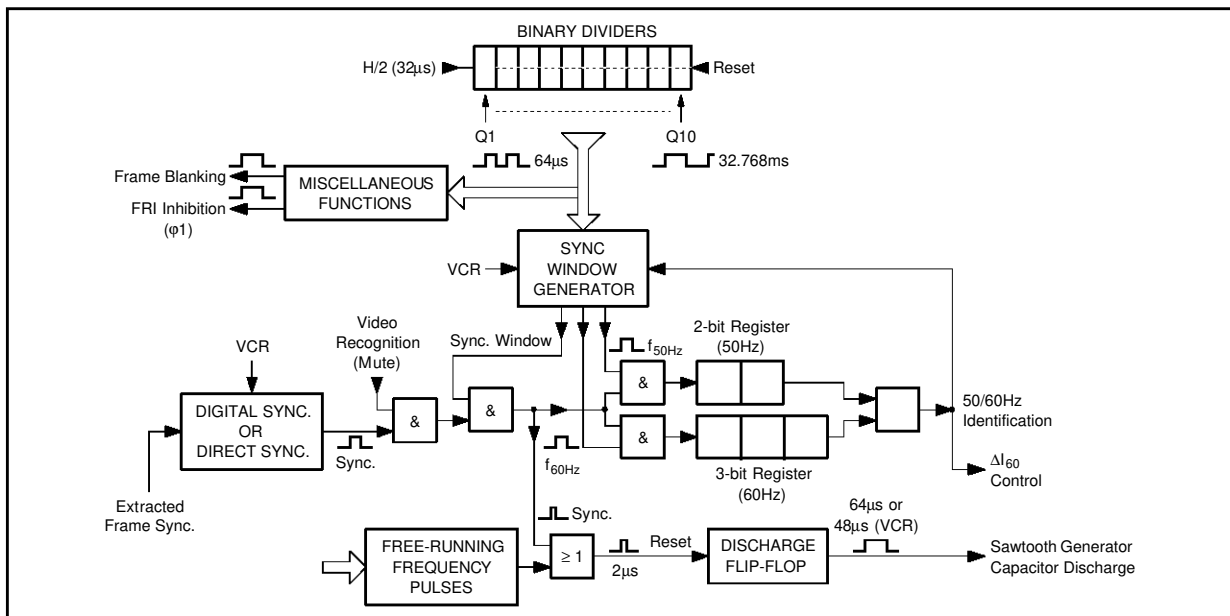 BINARY DIVIDERS
H/2 (32µs)
Reset
Q1
Q10
64µs
32.768ms
Frame Blanking
FRI Inhibition
(φ1)
MISCELLANEOUS
FUNCTIONS
VCR
SYNC
WINDOW
GENERATOR
Video
Recognition
(Mute)
Sync. Window
f50Hz
2-bit Register
(50Hz)
VCR
DIGITAL SYNC.
OR
DIRECT SYNC.
Sync.
&
&
&
&
50/60Hz
Identification
f60Hz
3-bit Register
(60Hz)
ΔI60
Control
Extracted
Frame Sync.
Sync.
64µs or
48µs (VCR)
FREE-RUNNING
FREQUENCY
PULSES
≥ 1
2µs
Reset
DISCHARGE
FLIP-FLOP
Sawtooth Generator
Capacitor Discharge